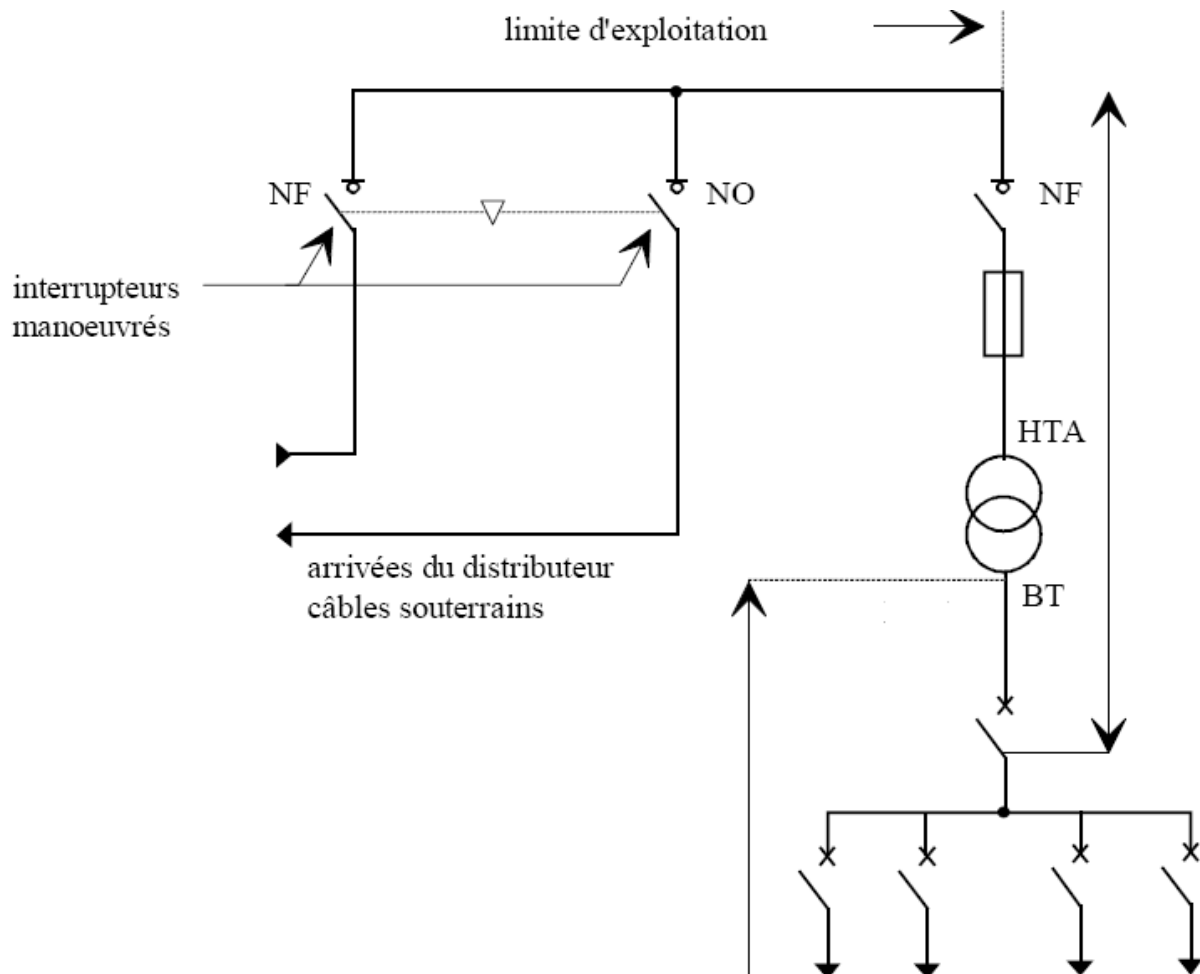 limite d'exploitation
NF
NO
NF
interrupteurs
manoeuvrés
HTA
arrivées du distributeur
câbles souterrains
BT